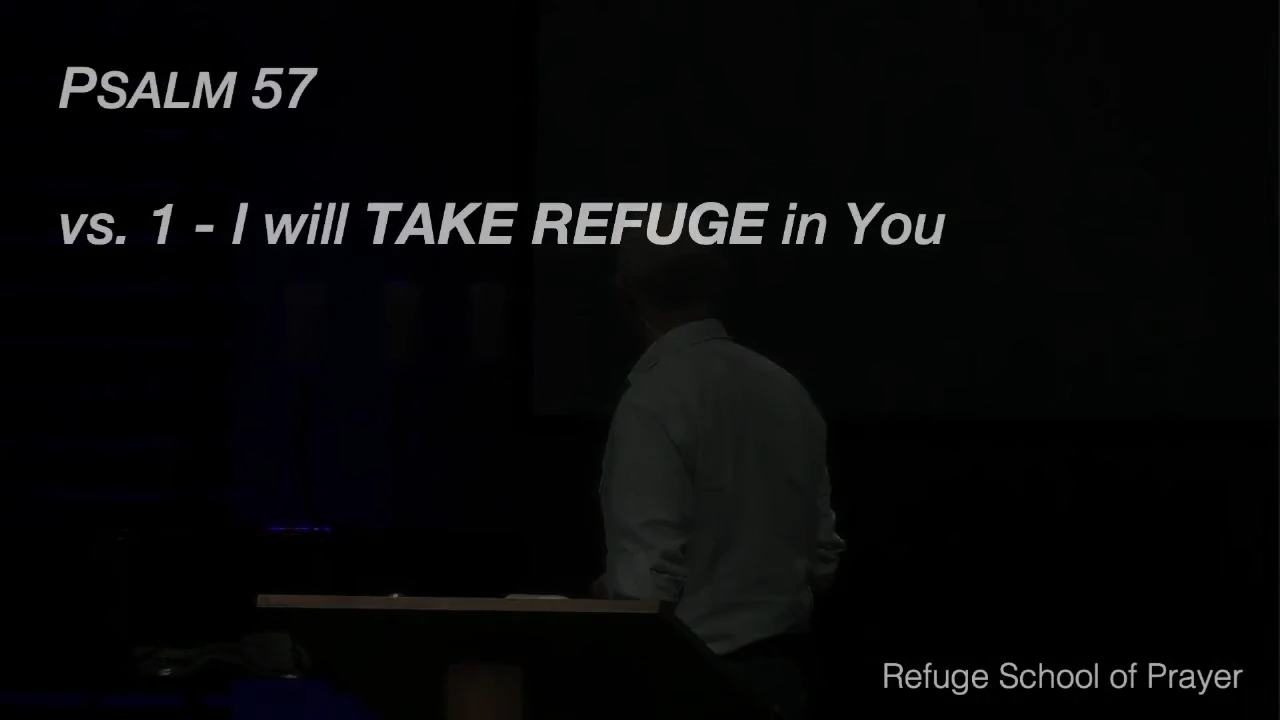 PSALM 57
vs. 1 - I will TAKE REFUGE in You
Refuge School of Prayer